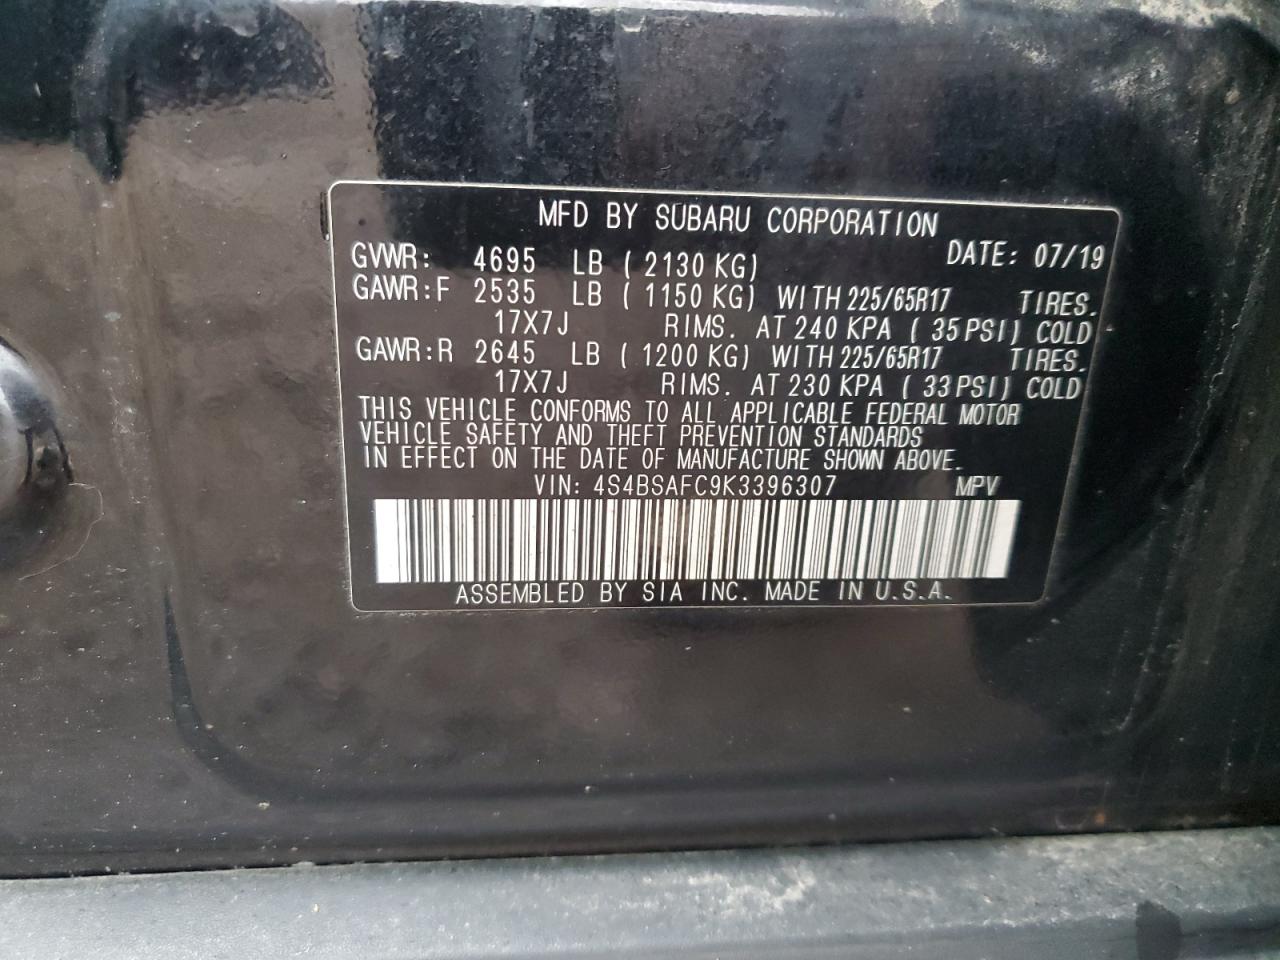 MFD BY SUBARU CORPORATION
GVWR: 4695 LB (2130 KG) DATE: 07/19
GAWR:F 2535 LB (1150 KG) WITH 225/65R17 TIRES.
17X7J RIMS. AT 240 KPA (35 PSI) COLD
GAWR:R 2645 LB (1200 KG) WITH 225/65R17 TIRES.
17X7J RIMS. AT 230 KPA (33 PSI) COLD
THIS VEHICLE CONFORMS TO ALL APPLICABLE FEDERAL MOTOR
VEHICLE SAFETY AND THEFT PREVENTION STANDARDS
IN EFFECT ON THE DATE OF MANUFACTURE SHOWN ABOVE.
VIN: 4S4BSAFC9K3396307 MPV
ASSEMBLED BY SIA INC. MADE IN U.S.A.